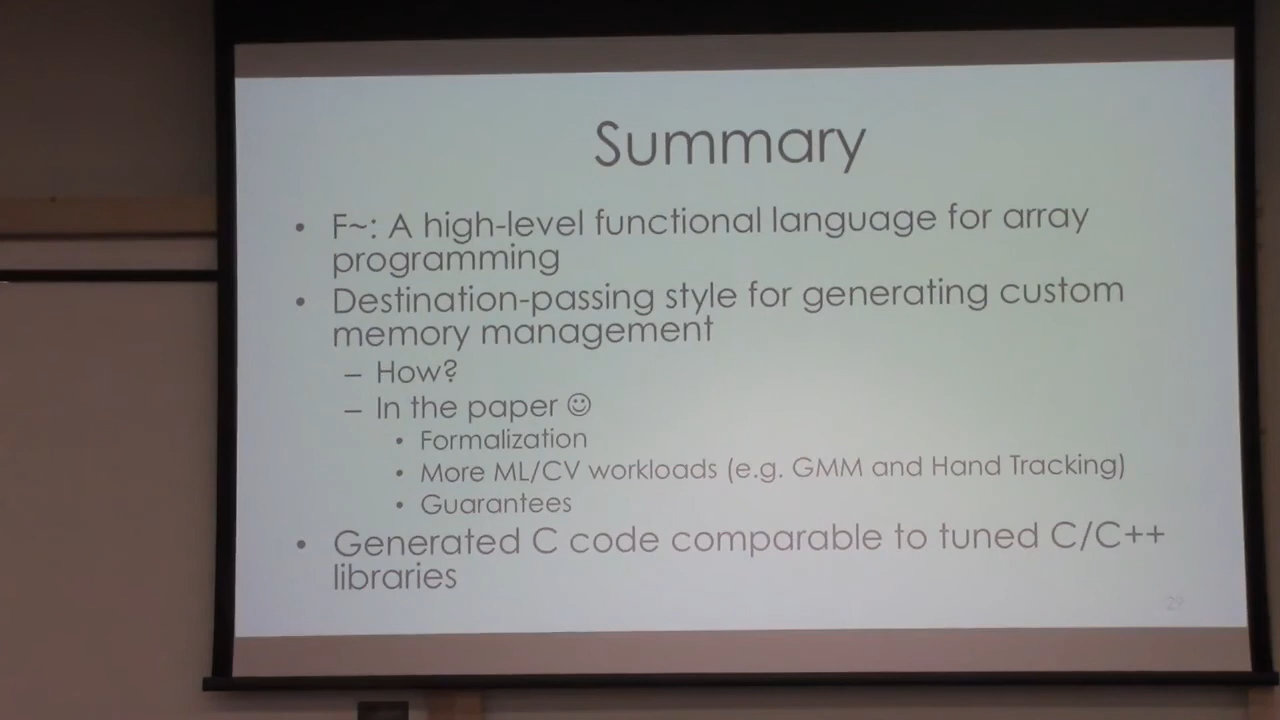 Summary
• F~: A high-level functional language for array
programming
• Destination-passing style for generating custom
memory management
– How?
– In the paper ☺
• Formalization
• More ML/CV workloads (e.g. GMM and Hand Tracking)
• Guarantees
• Generated C code comparable to tuned C/C++
libraries
29